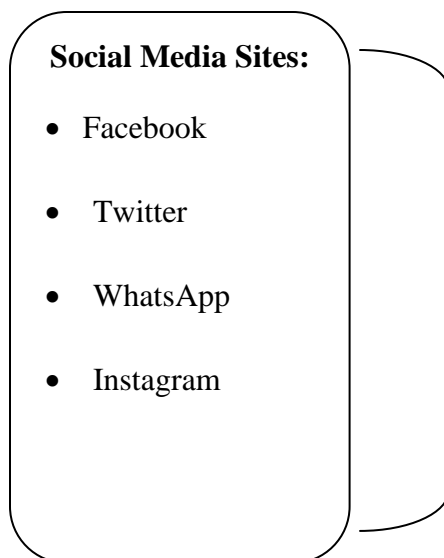 Social Media Sites:
• Facebook
• Twitter
• WhatsApp
• Instagram